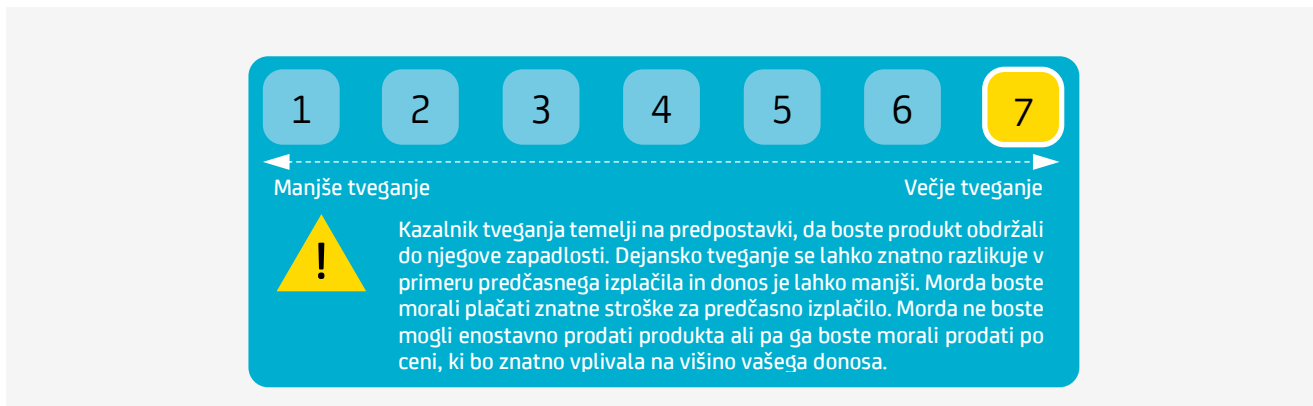 1 2 3 4 5 6 7
Manjše tveganje Večje tveganje
! Kazalnik tveganja temelji na predpostavki, da boste produkt obdržali
do njegove zapadlosti. Dejansko tveganje se lahko znatno razlikuje v
primeru predčasnega izplačila in donos je lahko manjši. Morda boste
morali plačati znatne stroške za predčasno izplačilo. Morda ne boste
mogli enostavno prodati produkta ali pa ga boste morali prodati po
ceni, ki bo znatno vplivala na višino vašega donosa.